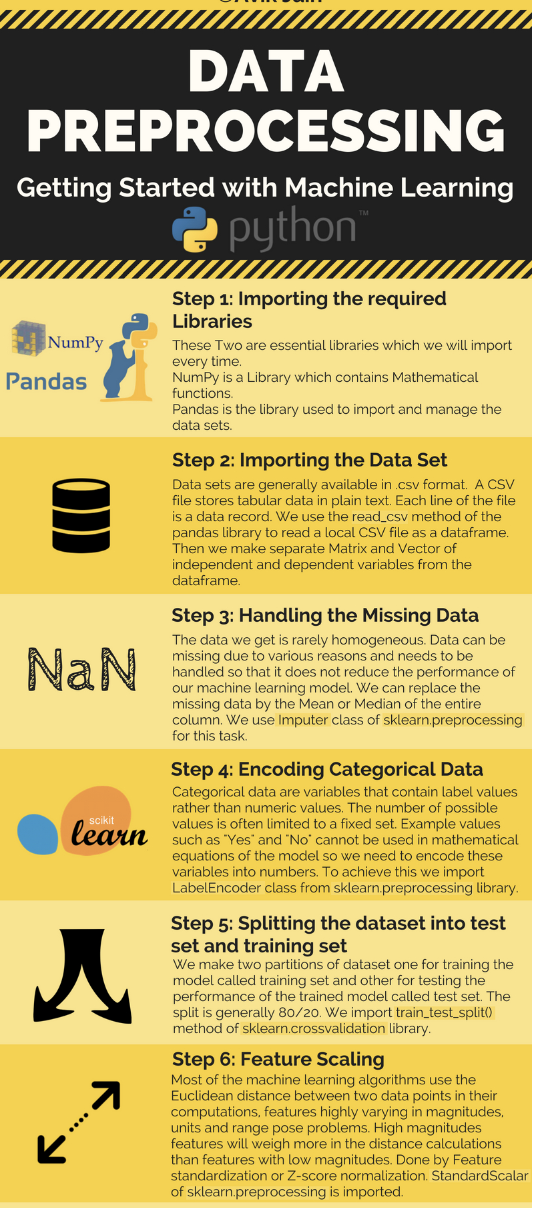 ©Avik Jain
DATA
PREPROCESSING
Getting Started with Machine Learning
python™
Step 1: Importing the required
Libraries
NumPy
Pandas
These Two are essential libraries which we will import
every time.
NumPy is a Library which contains Mathematical
functions.
Pandas is the library used to import and manage the
data sets.
Step 2: Importing the Data Set
Data sets are generally available in .csv format. A CSV
file stores tabular data in plain text. Each line of the file
is a data record. We use the read_csv method of the
pandas library to read a local CSV file as a dataframe.
Then we make separate Matrix and Vector of
independent and dependent variables from the
dataframe.
Step 3: Handling the Missing Data
NaN
The data we get is rarely homogeneous. Data can be
missing due to various reasons and needs to be
handled so that it does not reduce the performance of
our machine learning model. We can replace the
missing data by the Mean or Median of the entire
column. We use Imputer class of sklearn.preprocessing
for this task.
Step 4: Encoding Categorical Data
scikit
learn
Categorical data are variables that contain label values
rather than numeric values. The number of possible
values is often limited to a fixed set. Example values
such as "Yes" and "No" cannot be used in mathematical
equations of the model so we need to encode these
variables into numbers. To achieve this we import
LabelEncoder class from sklearn.preprocessing library.
Step 5: Splitting the dataset into test
set and training set
We make two partitions of dataset one for training the
model called training set and other for testing the
performance of the trained model called test set. The
split is generally 80/20. We import train_test_split()
method of sklearn.crossvalidation library.
Step 6: Feature Scaling
Most of the machine learning algorithms use the
Euclidean distance between two data points in their
computations, features highly varying in magnitudes,
units and range pose problems. High magnitudes
features will weigh more in the distance calculations
than features with low magnitudes. Done by Feature
standardization or Z-score normalization. StandardScalar
of sklearn.preprocessing is imported.